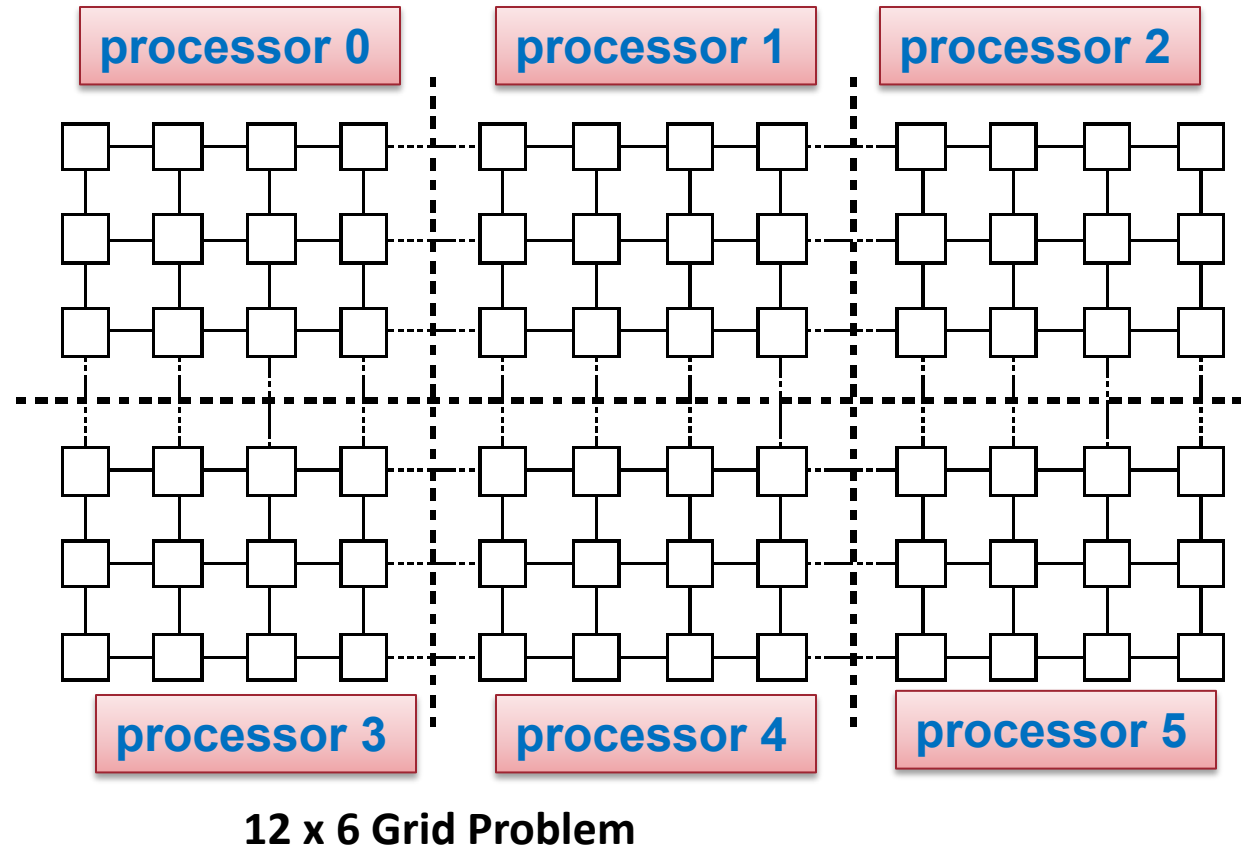 processor 0
processor 1
processor 2
processor 3
processor 4
processor 5
12 x 6 Grid Problem